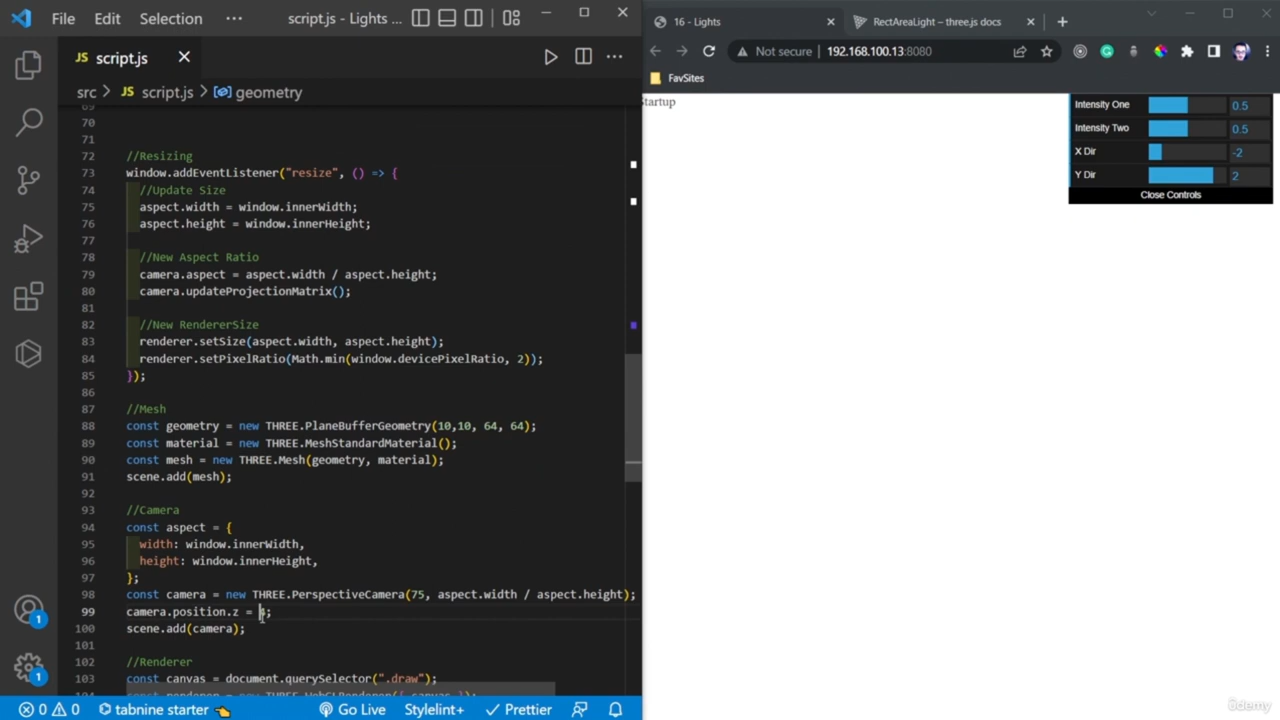 File Edit Selection ··· script.js - Lights ...
16 - Lights
RectAreaLight – three.js docs
script.js
Not secure 192.168.100.13:8080
FavSites
src > script.js > geometry
70
71
72 //Resizing
73 window.addEventListener("resize", () => {
74 //Update Size
75 aspect.width = window.innerWidth;
76 aspect.height = window.innerHeight;
77
78 //New Aspect Ratio
79 camera.aspect = aspect.width / aspect.height;
80 camera.updateProjectionMatrix();
81
82 //New RendererSize
83 renderer.setSize(aspect.width, aspect.height);
84 renderer.setPixelRatio(Math.min(window.devicePixelRatio, 2));
85 });
86
87 //Mesh
88 const geometry = new THREE.PlaneBufferGeometry(10,10, 64, 64);
89 const material = new THREE.MeshStandardMaterial();
90 const mesh = new THREE.Mesh(geometry, material);
91 scene.add(mesh);
92
93 //Camera
94 const aspect = {
95 width: window.innerWidth,
96 height: window.innerHeight,
97 };
98 const camera = new THREE.PerspectiveCamera(75, aspect.width / aspect.height);
99 camera.position.z = ;
100 scene.add(camera);
101
102 //Renderer
103 const canvas = document.querySelector(".draw");
const renderer = new THREE.WebGLRenderer({ canvas });
1
1
0 0 tabnine starter Go Live Stylelint+ Prettier
Startup
Intensity One 0.5
Intensity Two 0.5
X Dir -2
Y Dir 2
Close Controls
ûdemy